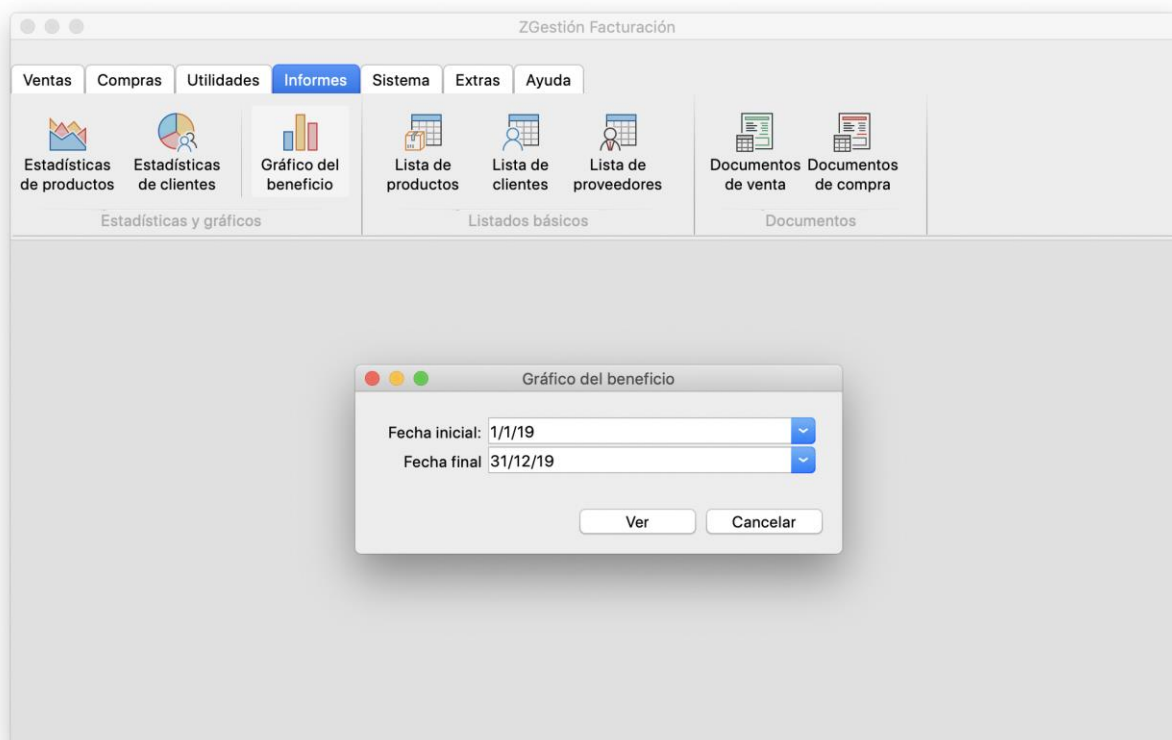 ZGestión Facturación
Ventas Compras Utilidades Informes Sistema Extras Ayuda
Estadísticas de productos
Estadísticas de clientes
Gráfico del beneficio
Lista de productos
Lista de clientes
Lista de proveedores
Documentos de venta
Documentos de compra
Estadísticas y gráficos
Listados básicos
Documentos
Gráfico del beneficio
Fecha inicial: 1/1/19
Fecha final 31/12/19
Ver Cancelar